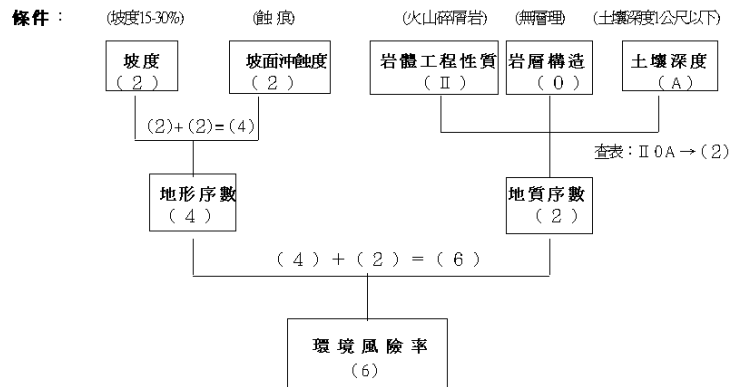 條件： (坡度15-30%) (蝕痕) (火山碎屑岩) (無層理) (土壤深度1公尺以下)
坡度 坡面沖蝕度 岩體工程性質 岩層構造 土壤深度
(2) (2) (Ⅱ) (0) (A)
(2)+(2)=(4)
查表：Ⅱ0A→(2)
地形序數 地質序數
(4) (2)
(4)+(2)=(6)
環境風險率
(6)